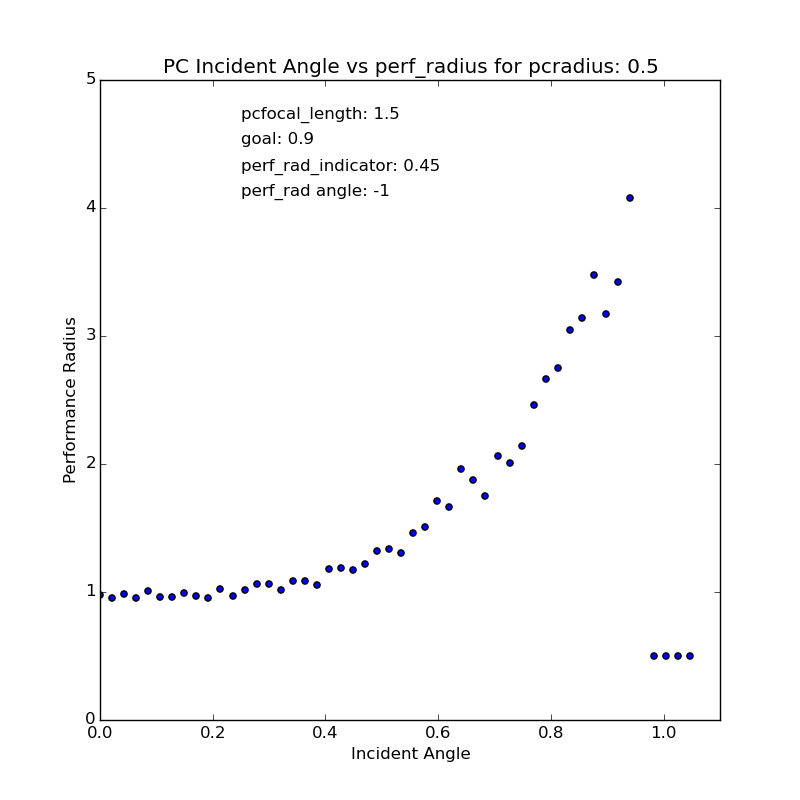 PC Incident Angle vs perf_radius for pcradius: 0.5
pcfocal_length: 1.5
goal: 0.9
perf_rad_indicator: 0.45
perf_rad angle: -1
5
4
3
2
1
0
Performance Radius
0.0 0.2 0.4 0.6 0.8 1.0
Incident Angle